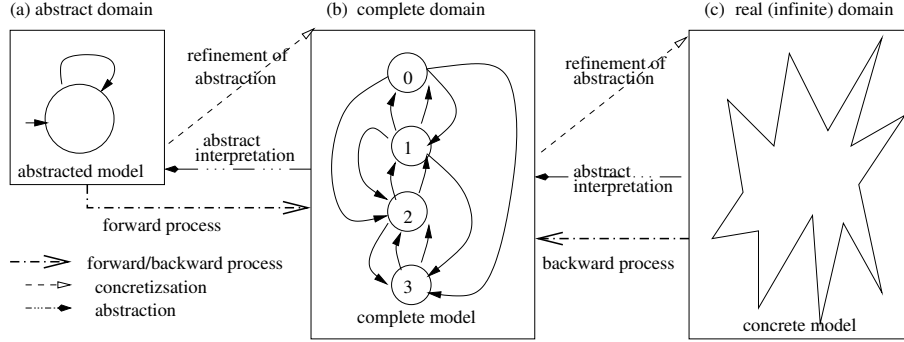 (a) abstract domain
(b) complete domain
(c) real (infinite) domain
refinement of
abstraction
abstract
interpretation
abstracted model
forward process
forward/backward process
concretizsation
abstraction
0
1
2
3
complete model
refinement of
abstraction
abstract
interpretation
backward process
concrete model